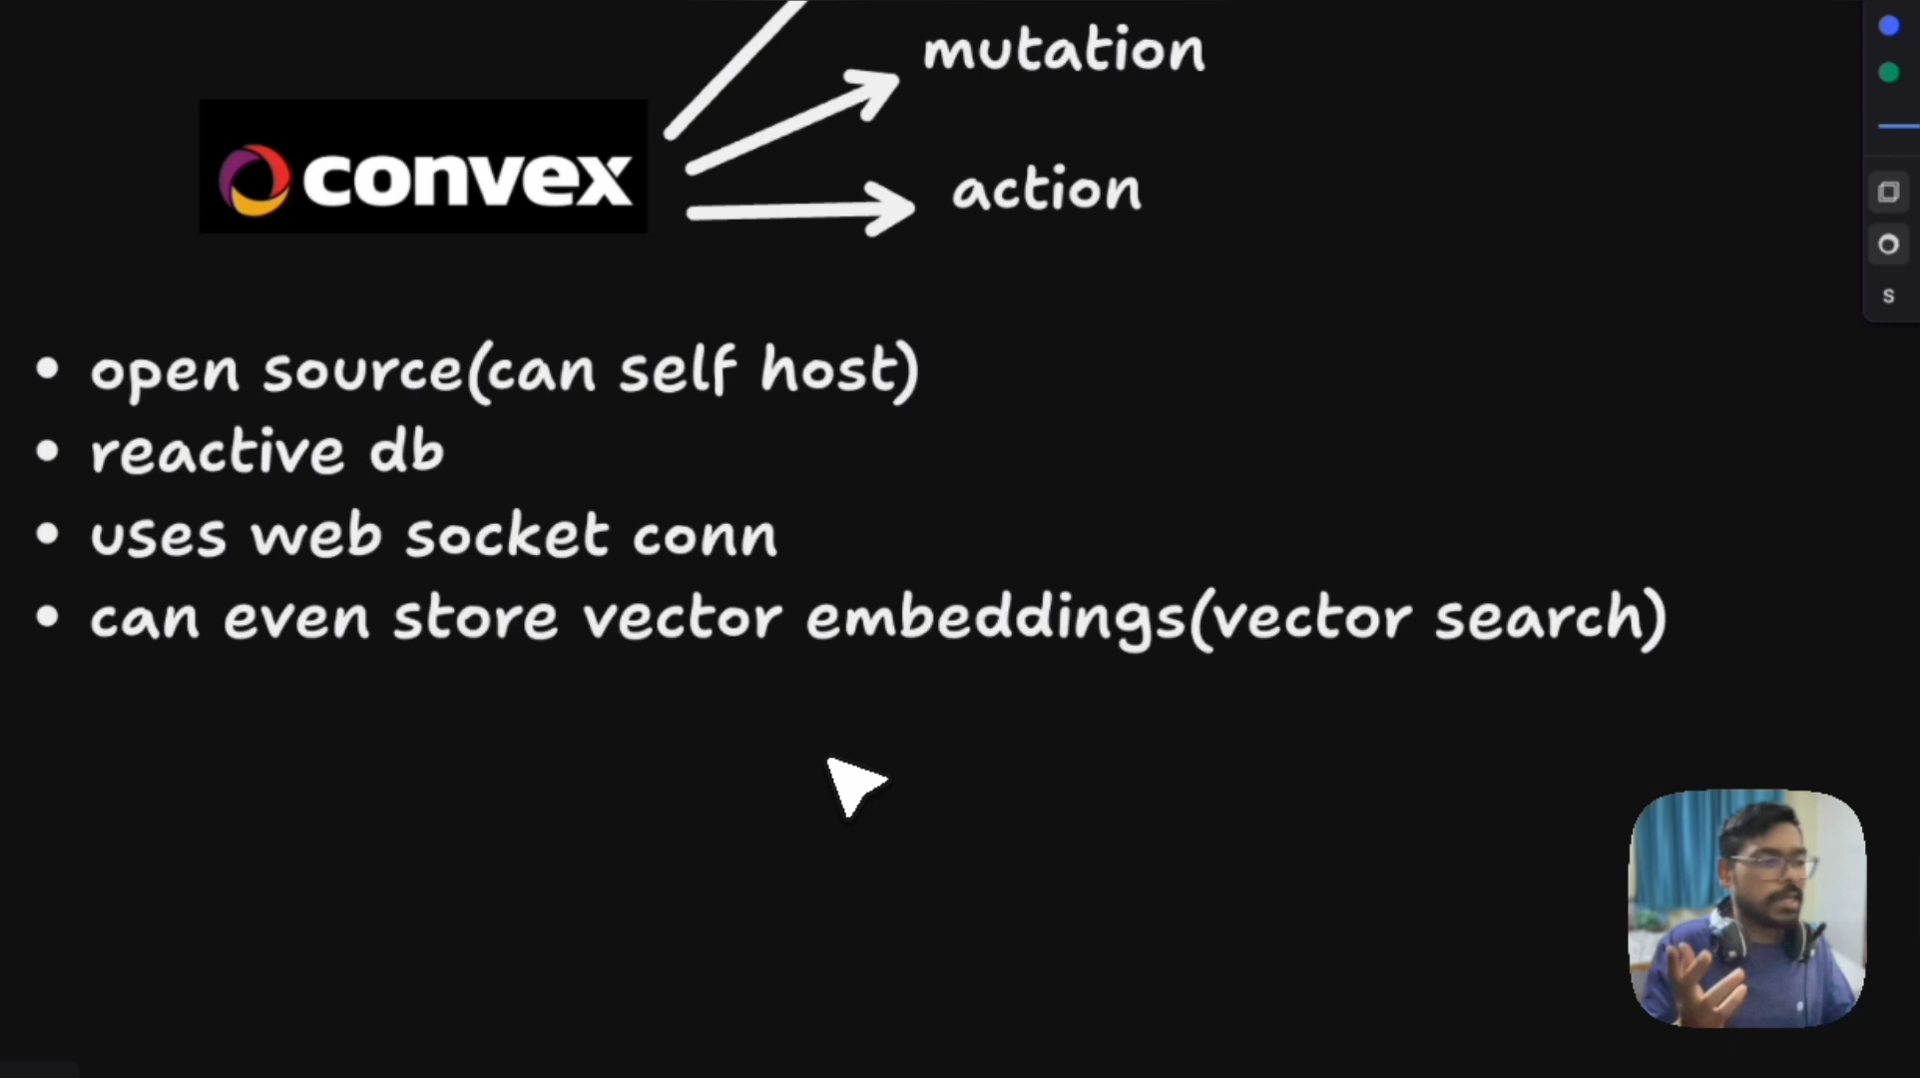 mutation
convex
action
• open source(can self host)
• reactive db
• uses web socket conn
• can even store vector embeddings(vector search)
S